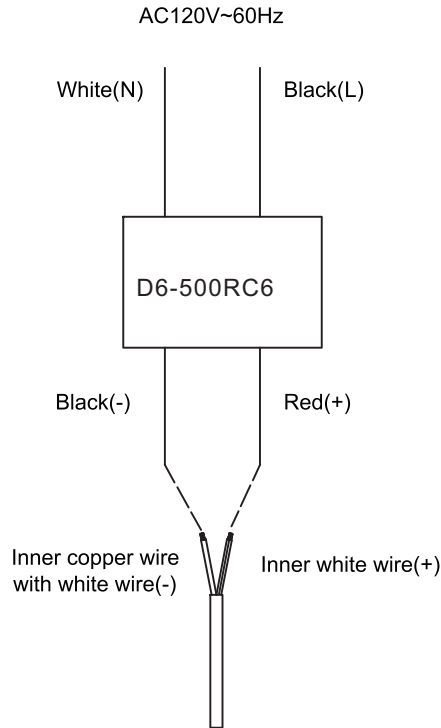 AC120V~60Hz
White(N)
Black(L)
D6-500RC6
Black(-)
Red(+)
Inner copper wire
with white wire(-)
Inner white wire(+)